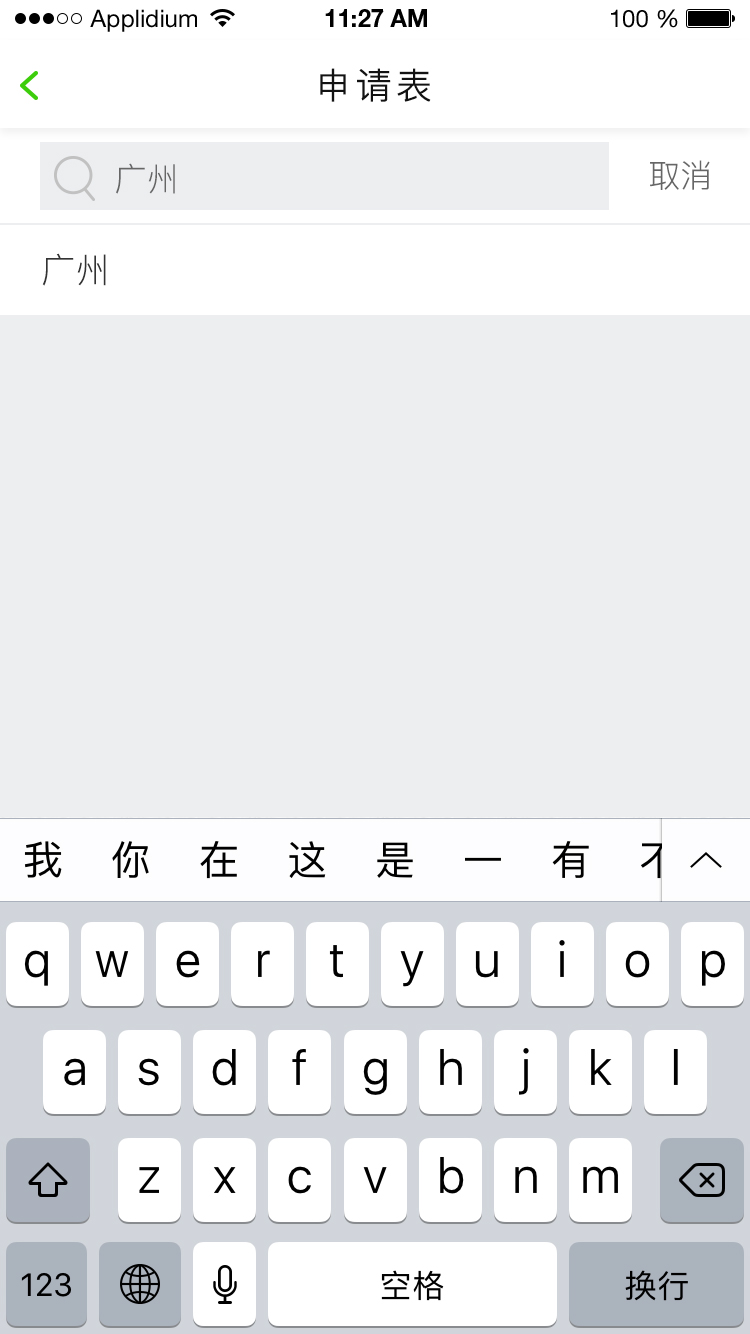 Applidium 11:27 AM 100 %
申请表
广州 取消
广州
我 你 在 这 是 一 有 不
q w e r t y u i o p
a s d f g h j k l
z x c v b n m
123 空格 换行